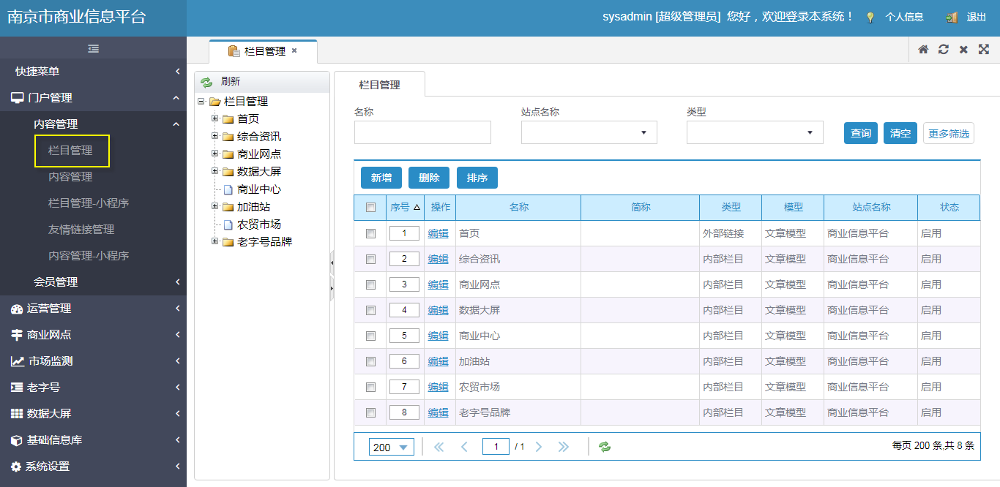 南京市商业信息平台
sysadmin [超级管理员] 您好，欢迎登录本系统！ 个人信息 退出
快捷菜单
门户管理
内容管理
栏目管理
内容管理
栏目管理-小程序
友情链接管理
内容管理-小程序
会员管理
运营管理
商业网点
市场监测
老字号
数据大屏
基础信息库
系统设置
栏目管理 ×
刷新
栏目管理
首页
综合资讯
商业网点
数据大屏
商业中心
加油站
农贸市场
老字号品牌
栏目管理
名称 站点名称 类型
查询 清空 更多筛选
新增 删除 排序
序号 操作 名称 简称 类型 模型 站点名称 状态
1 编辑 首页 外部链接 文章模型 商业信息平台 启用
2 编辑 综合资讯 内部栏目 文章模型 商业信息平台 启用
3 编辑 商业网点 内部栏目 文章模型 商业信息平台 启用
4 编辑 数据大屏 内部栏目 文章模型 商业信息平台 启用
5 编辑 商业中心 内部栏目 文章模型 商业信息平台 启用
6 编辑 加油站 内部栏目 文章模型 商业信息平台 启用
7 编辑 农贸市场 内部栏目 文章模型 商业信息平台 启用
8 编辑 老字号品牌 内部栏目 文章模型 商业信息平台 启用
200 1 / 1 每页 200 条,共 8 条